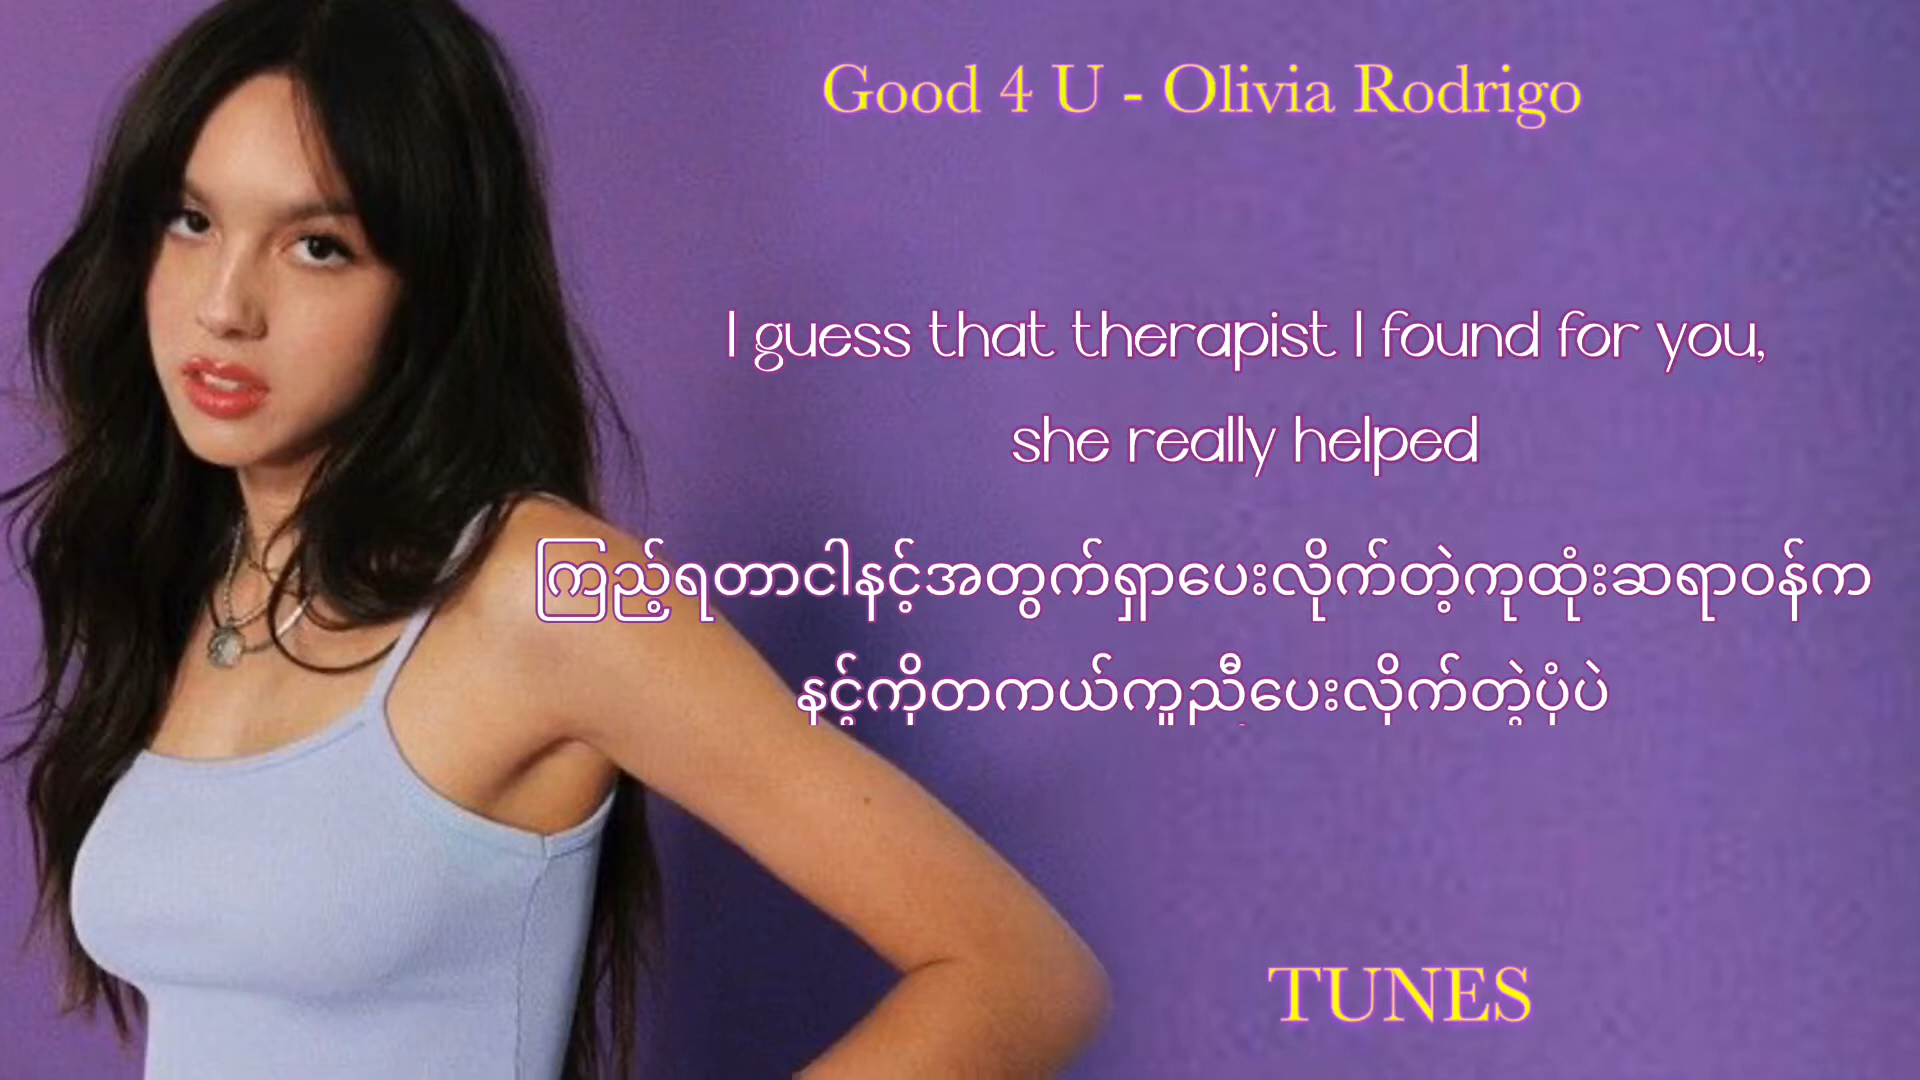 Good 4 U - Olivia Rodrigo
I guess that therapist I found for you,
she really helped
ကြည့်ရတာငါနင့်အတွက်ရှာပေးလိုက်တဲ့ကုထုံးဆရာဝန်က
နင့်ကိုတကယ်ကူညီပေးလိုက်တဲ့ပုံပဲ
TUNES